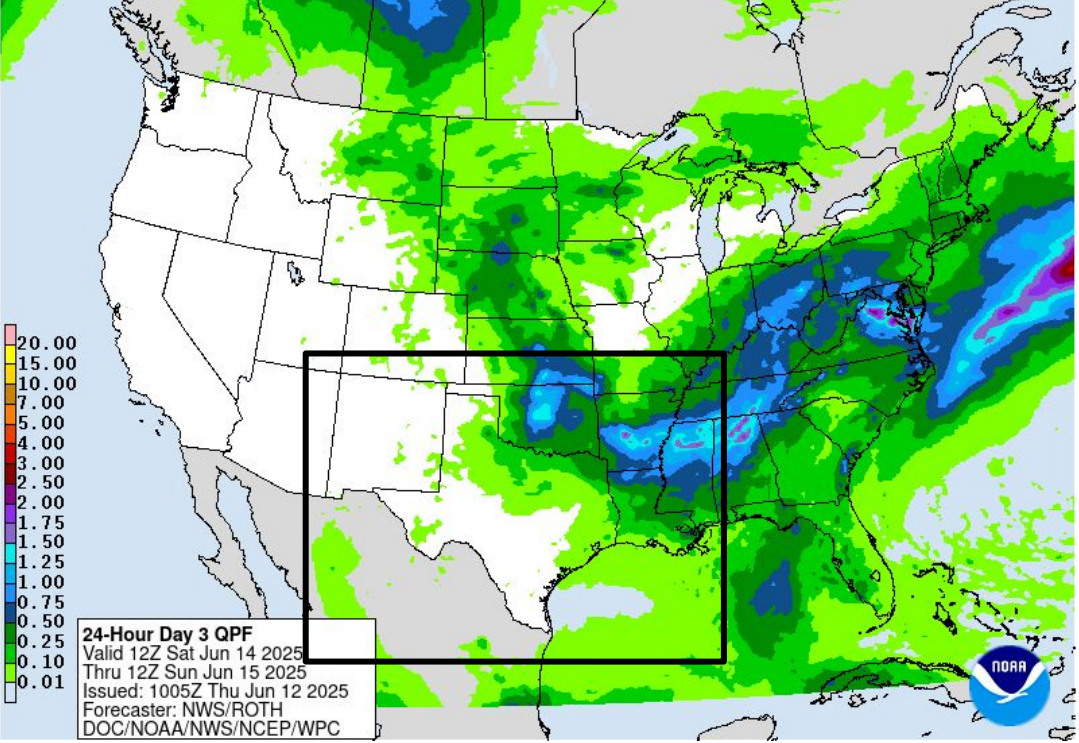 20.00
15.00
10.00
7.00
5.00
4.00
3.00
2.50
2.00
1.75
1.50
1.25
1.00
0.75
0.50
0.25
0.10
0.01
24-Hour Day 3 QPF
Valid 12Z Sat Jun 14 2025
Thru 12Z Sun Jun 15 2025
Issued: 1005Z Thu Jun 12 2025
Forecaster: NWS/ROTH
DOC/NOAA/NWS/NCEP/WPC
NOAA